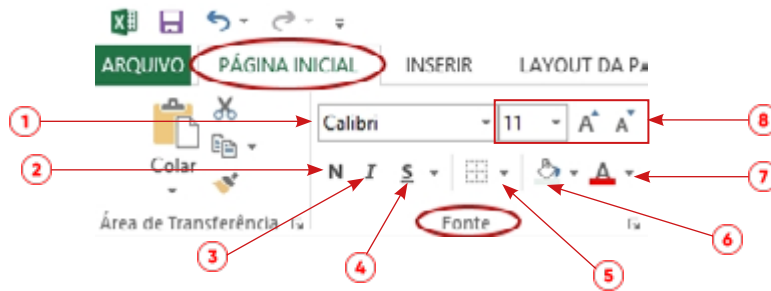 ARQUIVO PÁGINA INICIAL INSERIR LAYOUT DA PA
1 Calibri 11 A A 8
Colar
2 N I S A 7
Área de Transferência Fonte
3 4 5 6